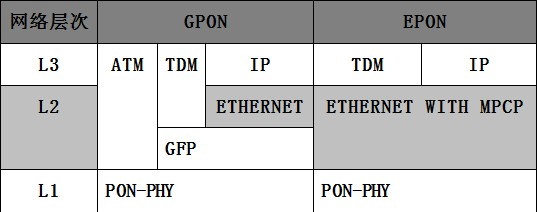 网络层次 GPON EPON
L3 ATM TDM IP TDM IP
L2 ETHERNET ETHERNET WITH MPCP
GFP
L1 PON-PHY PON-PHY